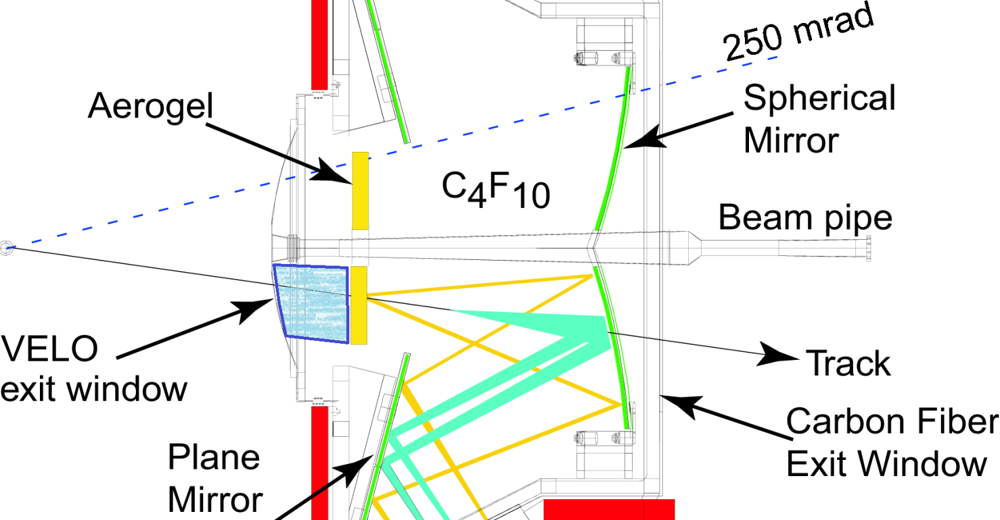 250 mrad
Aerogel
Spherical
Mirror
C4F10
Beam pipe
VELO
exit window
Track
Carbon Fiber
Exit Window
Plane
Mirror